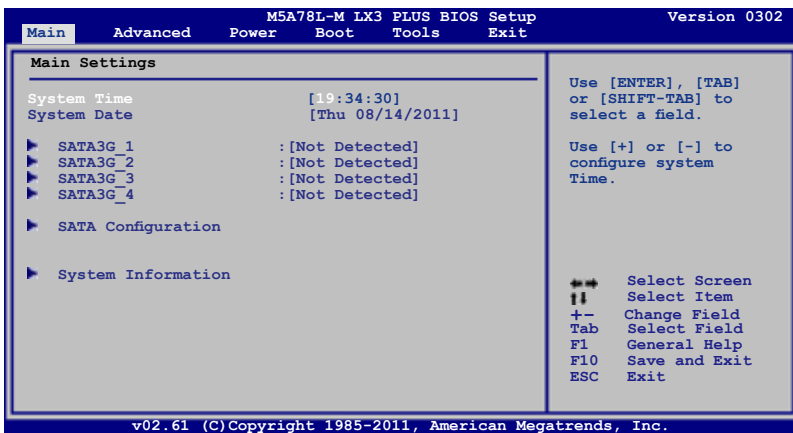 M5A78L-M LX3 PLUS BIOS Setup Version 0302
Main Advanced Power Boot Tools Exit
Main Settings
System Time [19:34:30]
System Date [Thu 08/14/2011]
SATA3G_1 :[Not Detected]
SATA3G_2 :[Not Detected]
SATA3G_3 :[Not Detected]
SATA3G_4 :[Not Detected]
SATA Configuration
System Information
Use [ENTER], [TAB]
or [SHIFT-TAB] to
select a field.
Use [+] or [-] to
configure system
Time.
←→ Select Screen
↑↓ Select Item
+- Change Field
Tab Select Field
F1 General Help
F10 Save and Exit
ESC Exit
v02.61 (C)Copyright 1985-2011, American Megatrends, Inc.